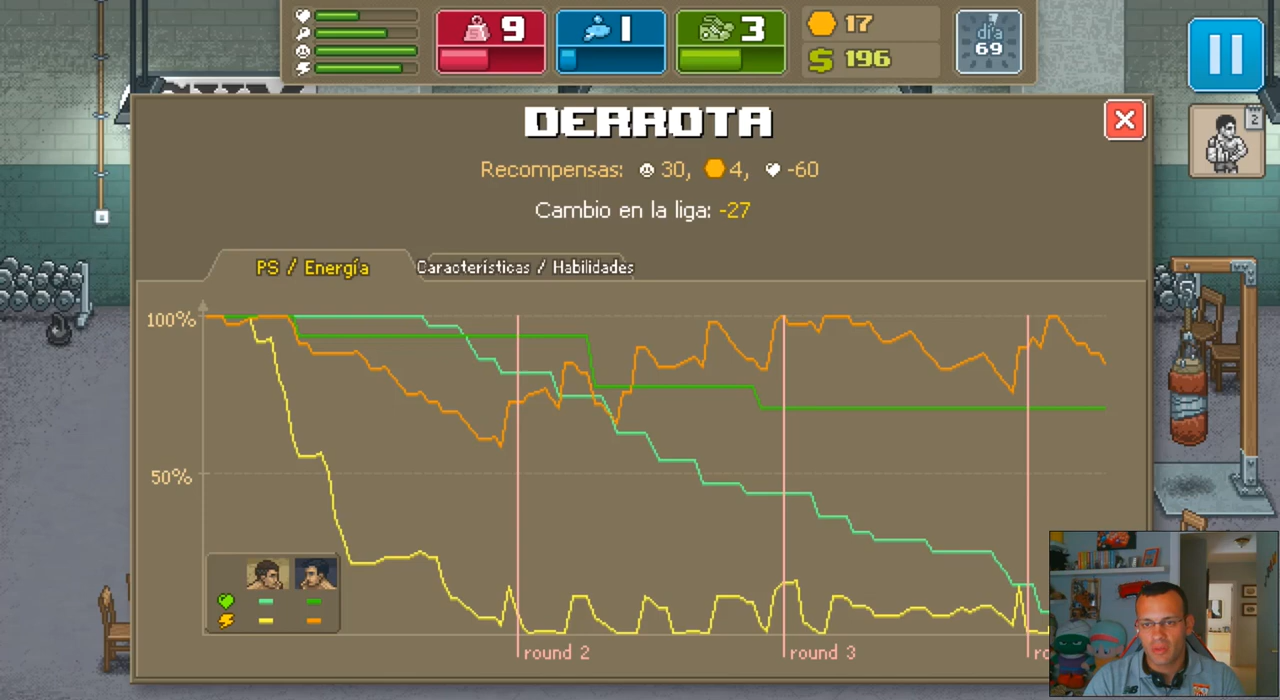 9
1
3
17
196
día
69
2
DERROTA
Recompensas: 30, 4, -60
Cambio en la liga: -27
PS / Energía
Características / Habilidades
100%
50%
round 2
round 3
ro